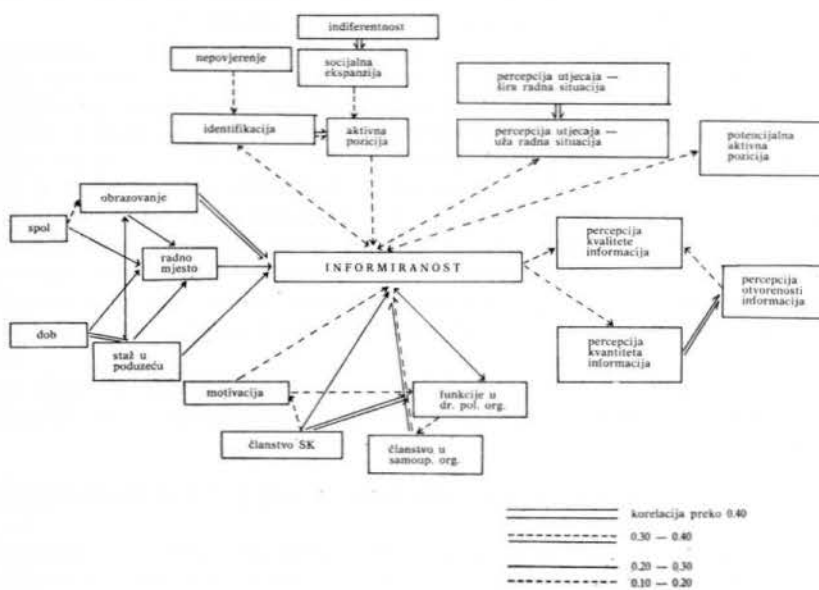 indiferentnost
nepovjerenje
socijalna
ekspanzija
percepcija utjecaja —
šira radna situacija
identifikacija
aktivna
pozicija
percepcija utjecaja —
uža radna situacija
potencijalna
aktivna
pozicija
obrazovanje
spol
radno
mjesto
INFORMIRANOST
percepcija
kvalitete
informacija
percepcija
otvorenosti
informacija
dob
staž u
poduzeću
percepcija
kvantiteta
informacija
motivacija
funkcije u
dr. pol. org.
članstvo SK
članstvo u
samoup. org.
korelacija preko 0.40
0.30 — 0.40
0.20 — 0.30
0.10 — 0.20